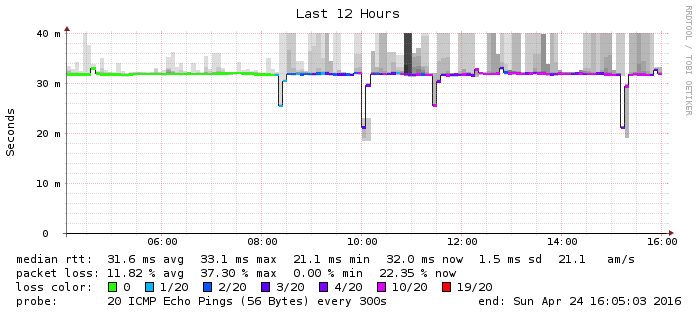 Last 12 Hours
RRDTOOL / TOBI OETIKER
Seconds
40 m
30 m
20 m
10 m
0
06:00 08:00 10:00 12:00 14:00 16:00
median rtt: 31.6 ms avg 33.1 ms max 21.1 ms min 32.0 ms now 1.5 ms sd 21.1 am/s
packet loss: 11.82 % avg 37.30 % max 0.00 % min 22.35 % now
loss color: 0 1/20 2/20 3/20 4/20 10/20 19/20
probe: 20 ICMP Echo Pings (56 Bytes) every 300s end: Sun Apr 24 16:05:03 2016